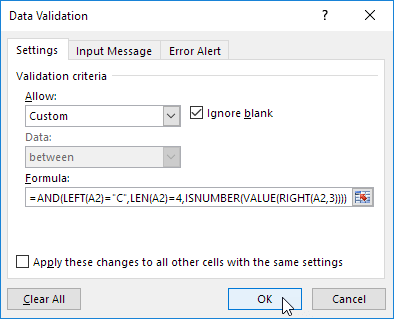 Data Validation ?
Settings Input Message Error Alert
Validation criteria
Allow:
Custom Ignore blank
Data:
between
Formula:
=AND(LEFT(A2)="C",LEN(A2)=4,ISNUMBER(VALUE(RIGHT(A2,3))))
Apply these changes to all other cells with the same settings
Clear All OK Cancel